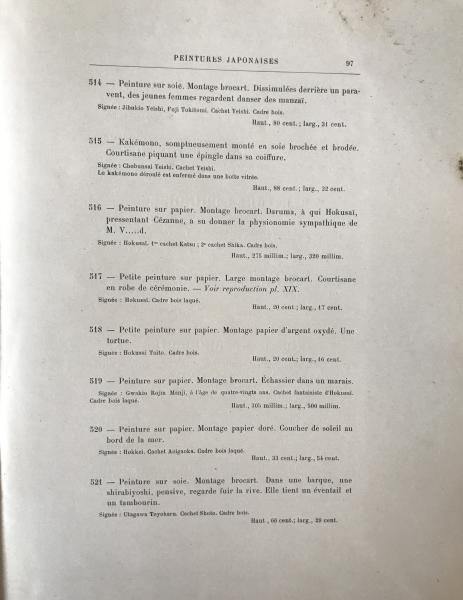 PEINTURES JAPONAISES 97
514 — Peinture sur soie. Montage brocart. Dissimulées derrière un para-
vent, des jeunes femmes regardent danser des manzaï.
Signée : Jibukio Yeishi, Fuji Tokitomi. Cachet Yeishi. Cadre bois.
Haut., 80 cent. ; larg., 31 cent.
515 — Kakémono, somptueusement monté en soie brochée et brodée.
Courtisane piquant une épingle dans sa coiffure.
Signée : Chobunsai Yeishi. Cachet Yeishi.
Le kakémono déroulé est enfermé dans une boîte vitrée.
Haut., 88 cent. ; larg., 32 cent.
516 — Peinture sur papier. Montage brocart. Daruma, à qui Hokusaï,
pressentant Cézanne, a su donner la physionomie sympathique de
M. V.....d.
Signée : Hokusaï. 1er cachet Katsu ; 2e cachet Shika. Cadre bois.
Haut., 275 millim. ; larg., 320 millim.
517 — Petite peinture sur papier. Large montage brocart. Courtisane
en robe de cérémonie. — Voir reproduction pl. XIX.
Signée : Hokusaï. Cadre bois laqué.
Haut., 20 cent ; larg., 17 cent.
518 — Petite peinture sur papier. Montage papier d'argent oxydé. Une
tortue.
Signée : Hokusai Taito. Cadre bois.
Haut., 20 cent; larg., 16 cent.
519 — Peinture sur papier. Montage brocart. Échassier dans un marais.
Signée : Gwakio Rojin Manji, à l'âge de quatre-vingts ans. Cachet fantaisiste d'Hokusaï.
Cadre bois laqué.
Haut., 305 millim; larg., 500 millim.
520 — Peinture sur papier. Montage papier doré. Coucher de soleil au
bord de la mer.
Signée : Hokkei. Cachet Aoigaoka. Cadre bois laqué.
Haut., 33 cent.; larg., 54 cent.
521 — Peinture sur soie. Montage brocart. Dans une barque, une
shirabiyoshi, pensive, regarde fuir la rive. Elle tient un éventail et
un tambourin.
Signée : Utagawa Toyoharu. Cachet Shoju. Cadre bois.
Haut , 66 cent.; larg., 29 cent.